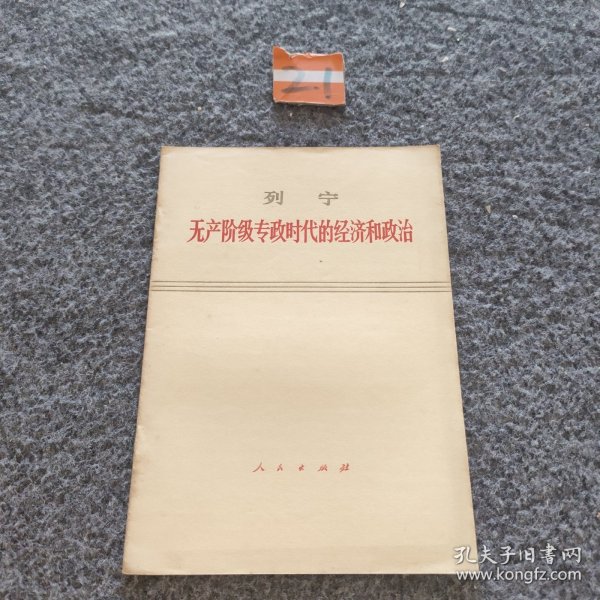 21
列宁
无产阶级专政时代的经济和政治
人民出版社
孔夫子旧书网
www.kongfz.com